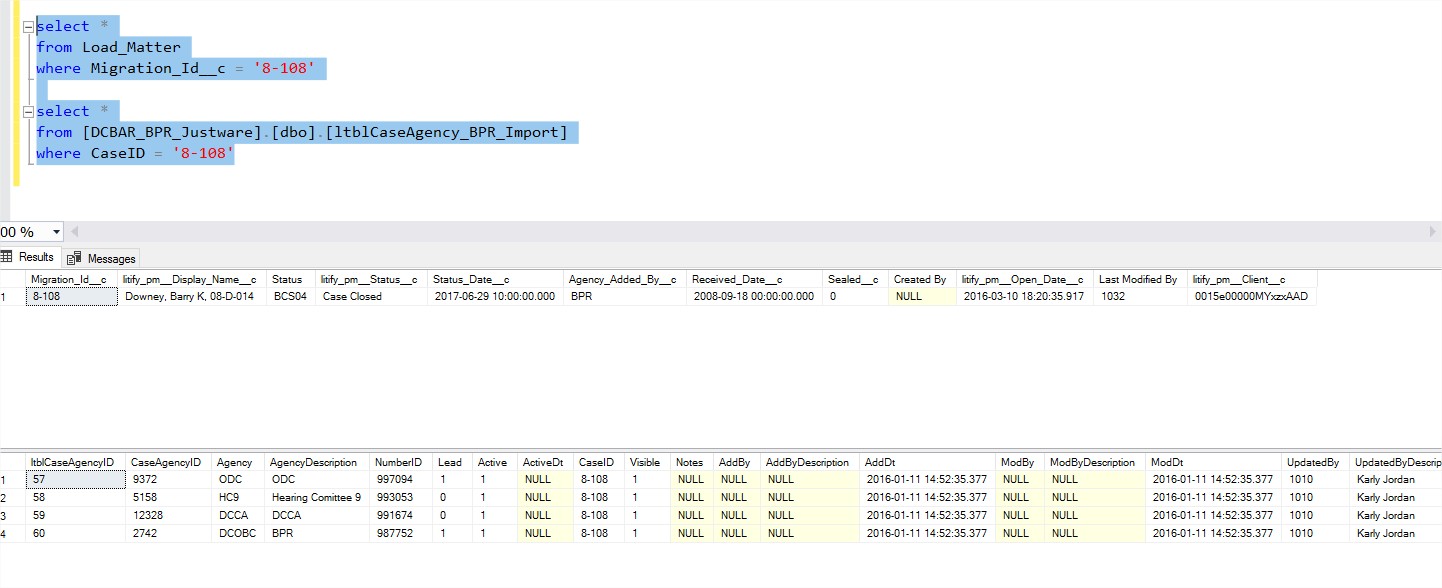 select *
from Load_Matter
where Migration_Id__c = '8-108'
select *
from [DCBAR_BPR_Justware].[dbo].[ltblCaseAgency_BPR_Import]
where CaseID = '8-108'
00 %
Results Messages
Migration_Id__c litify_pm__Display_Name__c Status litify_pm__Status__c Status_Date__c Agency_Added_By__c Received_Date__c Sealed__c Created By litify_pm__Open_Date__c Last Modified By litify_pm__Client__c
1 8-108 Downey, Barry K, 08-D-014 BCS04 Case Closed 2017-06-29 10:00:00.000 BPR 2008-09-18 00:00:00.000 0 NULL 2016-03-10 18:20:35.917 1032 0015e00000MYxzxAAD
ltblCaseAgencyID CaseAgencyID Agency AgencyDescription NumberID Lead Active ActiveDt CaseID Visible Notes AddBy AddByDescription AddDt ModBy ModByDescription ModDt UpdatedBy UpdatedByDescrip
1 57 9372 ODC ODC 997094 1 1 NULL 8-108 1 NULL NULL NULL 2016-01-11 14:52:35.377 NULL NULL 2016-01-11 14:52:35.377 1010 Karly Jordan
2 58 5158 HC9 Hearing Comittee 9 993053 0 1 NULL 8-108 1 NULL NULL NULL 2016-01-11 14:52:35.377 NULL NULL 2016-01-11 14:52:35.377 1010 Karly Jordan
3 59 12328 DCCA DCCA 991674 0 1 NULL 8-108 1 NULL NULL NULL 2016-01-11 14:52:35.377 NULL NULL 2016-01-11 14:52:35.377 1010 Karly Jordan
4 60 2742 DCOBC BPR 987752 1 1 NULL 8-108 1 NULL NULL NULL 2016-01-11 14:52:35.377 NULL NULL 2016-01-11 14:52:35.377 1010 Karly Jordan